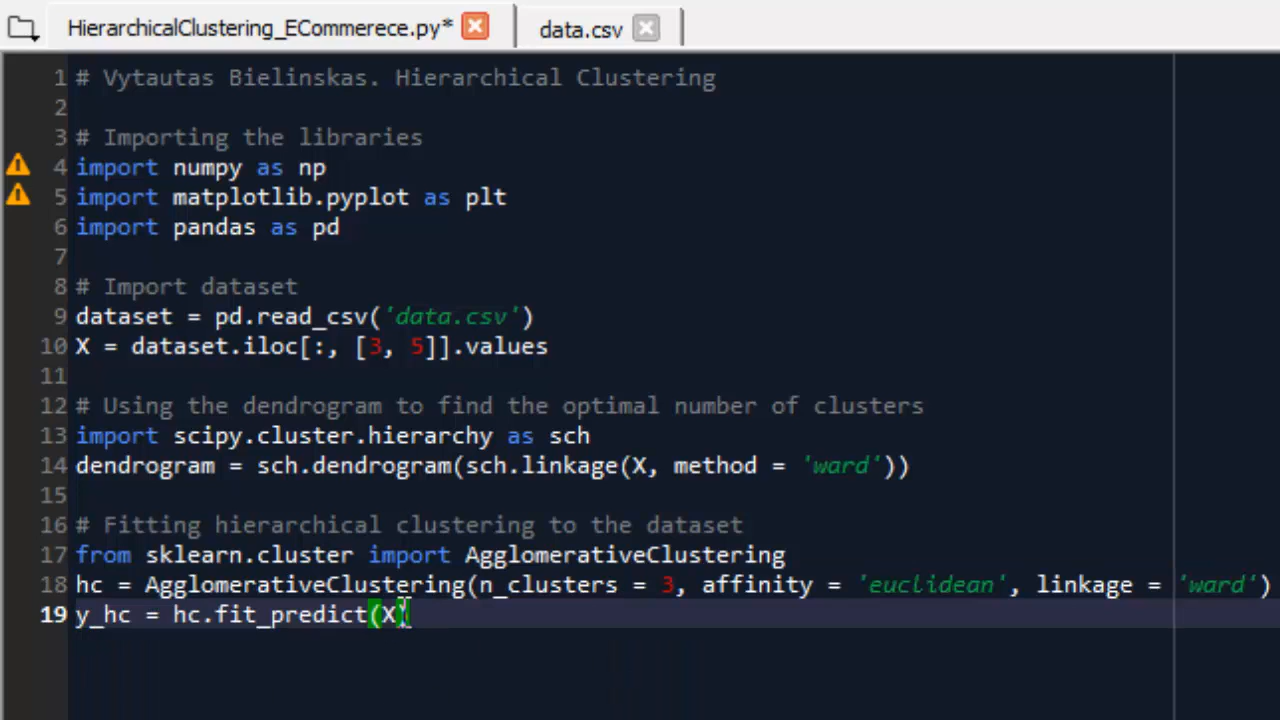 HierarchicalClustering_ECommerece.py* data.csv
1 # Vytautas Bielinskas. Hierarchical Clustering
2
3 # Importing the libraries
4 import numpy as np
5 import matplotlib.pyplot as plt
6 import pandas as pd
7
8 # Import dataset
9 dataset = pd.read_csv('data.csv')
10 X = dataset.iloc[:, [3, 5]].values
11
12 # Using the dendrogram to find the optimal number of clusters
13 import scipy.cluster.hierarchy as sch
14 dendrogram = sch.dendrogram(sch.linkage(X, method = 'ward'))
15
16 # Fitting hierarchical clustering to the dataset
17 from sklearn.cluster import AgglomerativeClustering
18 hc = AgglomerativeClustering(n_clusters = 3, affinity = 'euclidean', linkage = 'ward')
19 y_hc = hc.fit_predict(X)